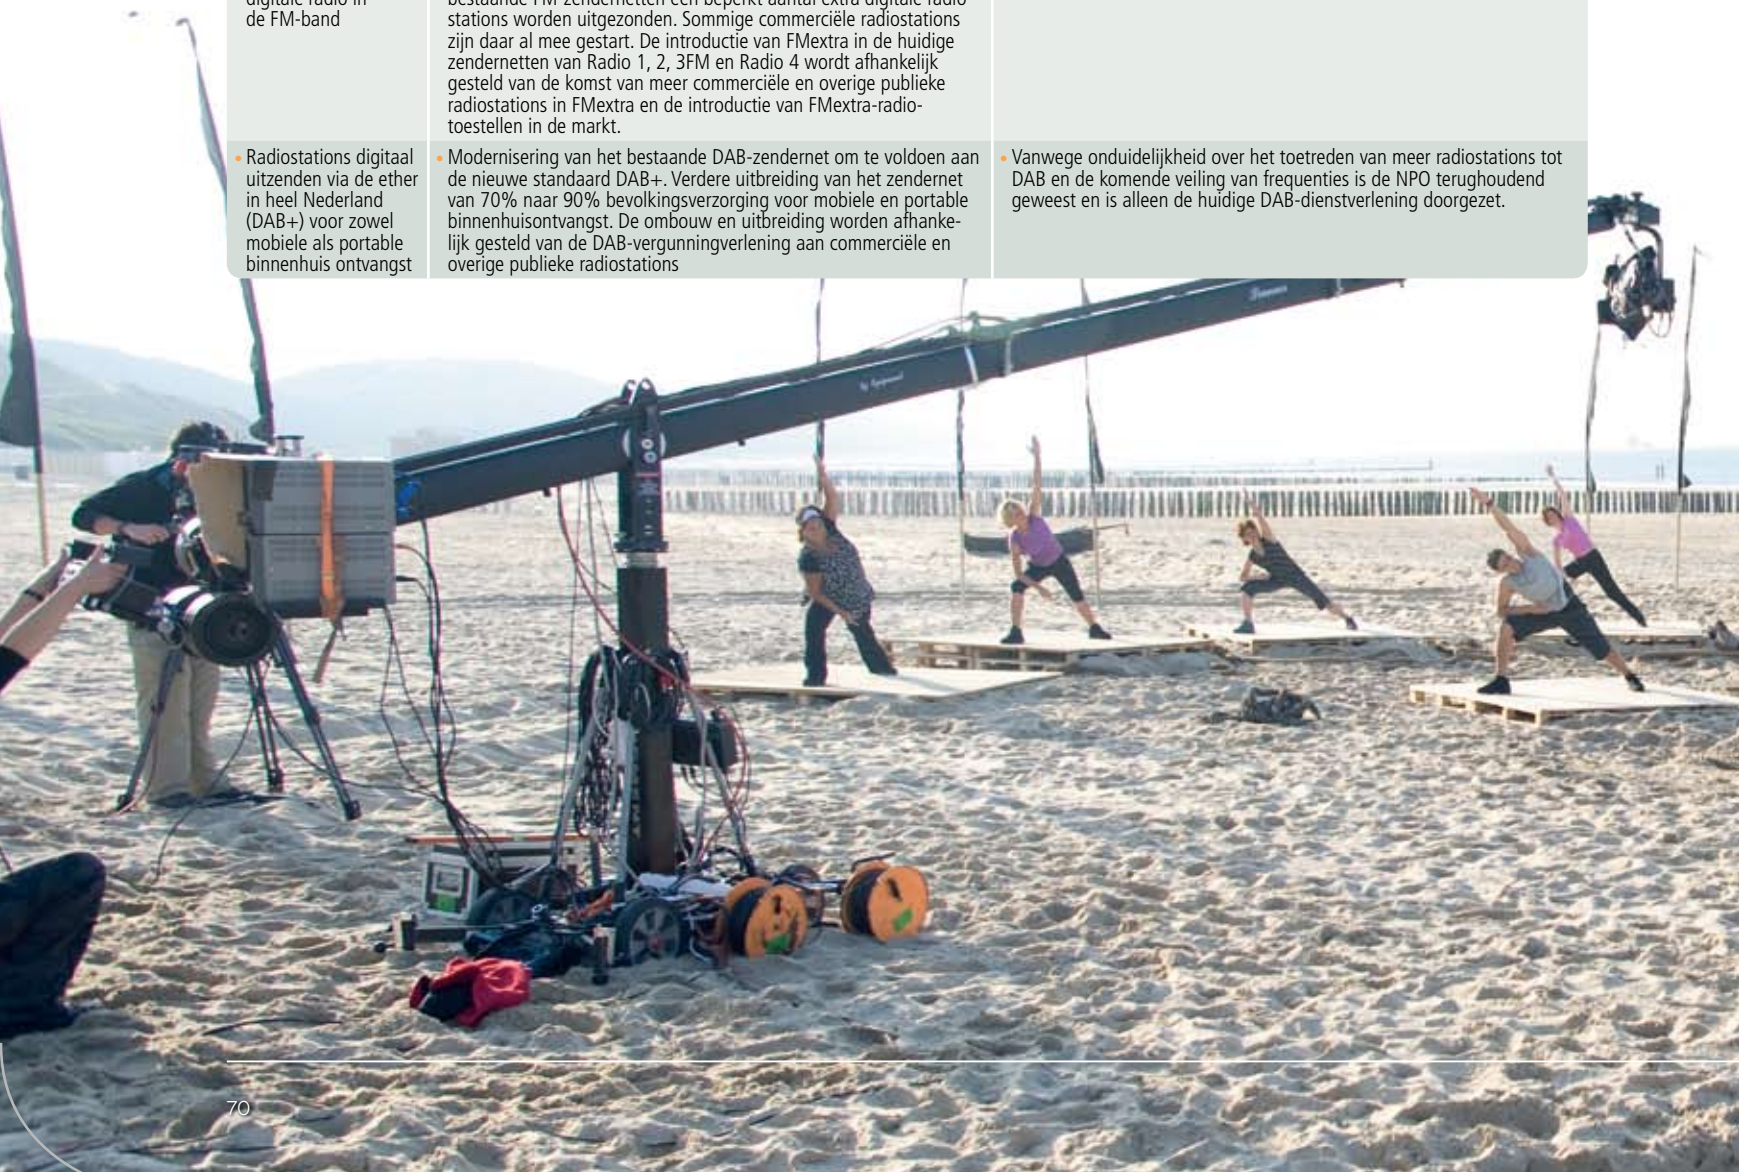 digitale radio in
de FM-band
bestaande FM-zendernetten een beperkt aantal extra digitale radio-
stations worden uitgezonden. Sommige commerciële radiostations
zijn daar al mee gestart. De introductie van FMextra in de huidige
zendernetten van Radio 1, 2, 3FM en Radio 4 wordt afhankelijk
gesteld van de komst van meer commerciële en overige publieke
radiostations in FMextra en de introductie van FMextra-radio-
toestellen in de markt.
• Radiostations digitaal
uitzenden via de ether
in heel Nederland
(DAB+) voor zowel
mobiele als portable
binnenhuis ontvangst
• Modernisering van het bestaande DAB-zendernet om te voldoen aan
de nieuwe standaard DAB+. Verdere uitbreiding van het zendernet
van 70% naar 90% bevolkingsverzorging voor mobiele en portable
binnenhuisontvangst. De ombouw en uitbreiding worden afhanke-
lijk gesteld van de DAB-vergunningverlening aan commerciële en
overige publieke radiostations
• Vanwege onduidelijkheid over het toetreden van meer radiostations tot
DAB en de komende veiling van frequenties is de NPO terughoudend
geweest en is alleen de huidige DAB-dienstverlening doorgezet.
70